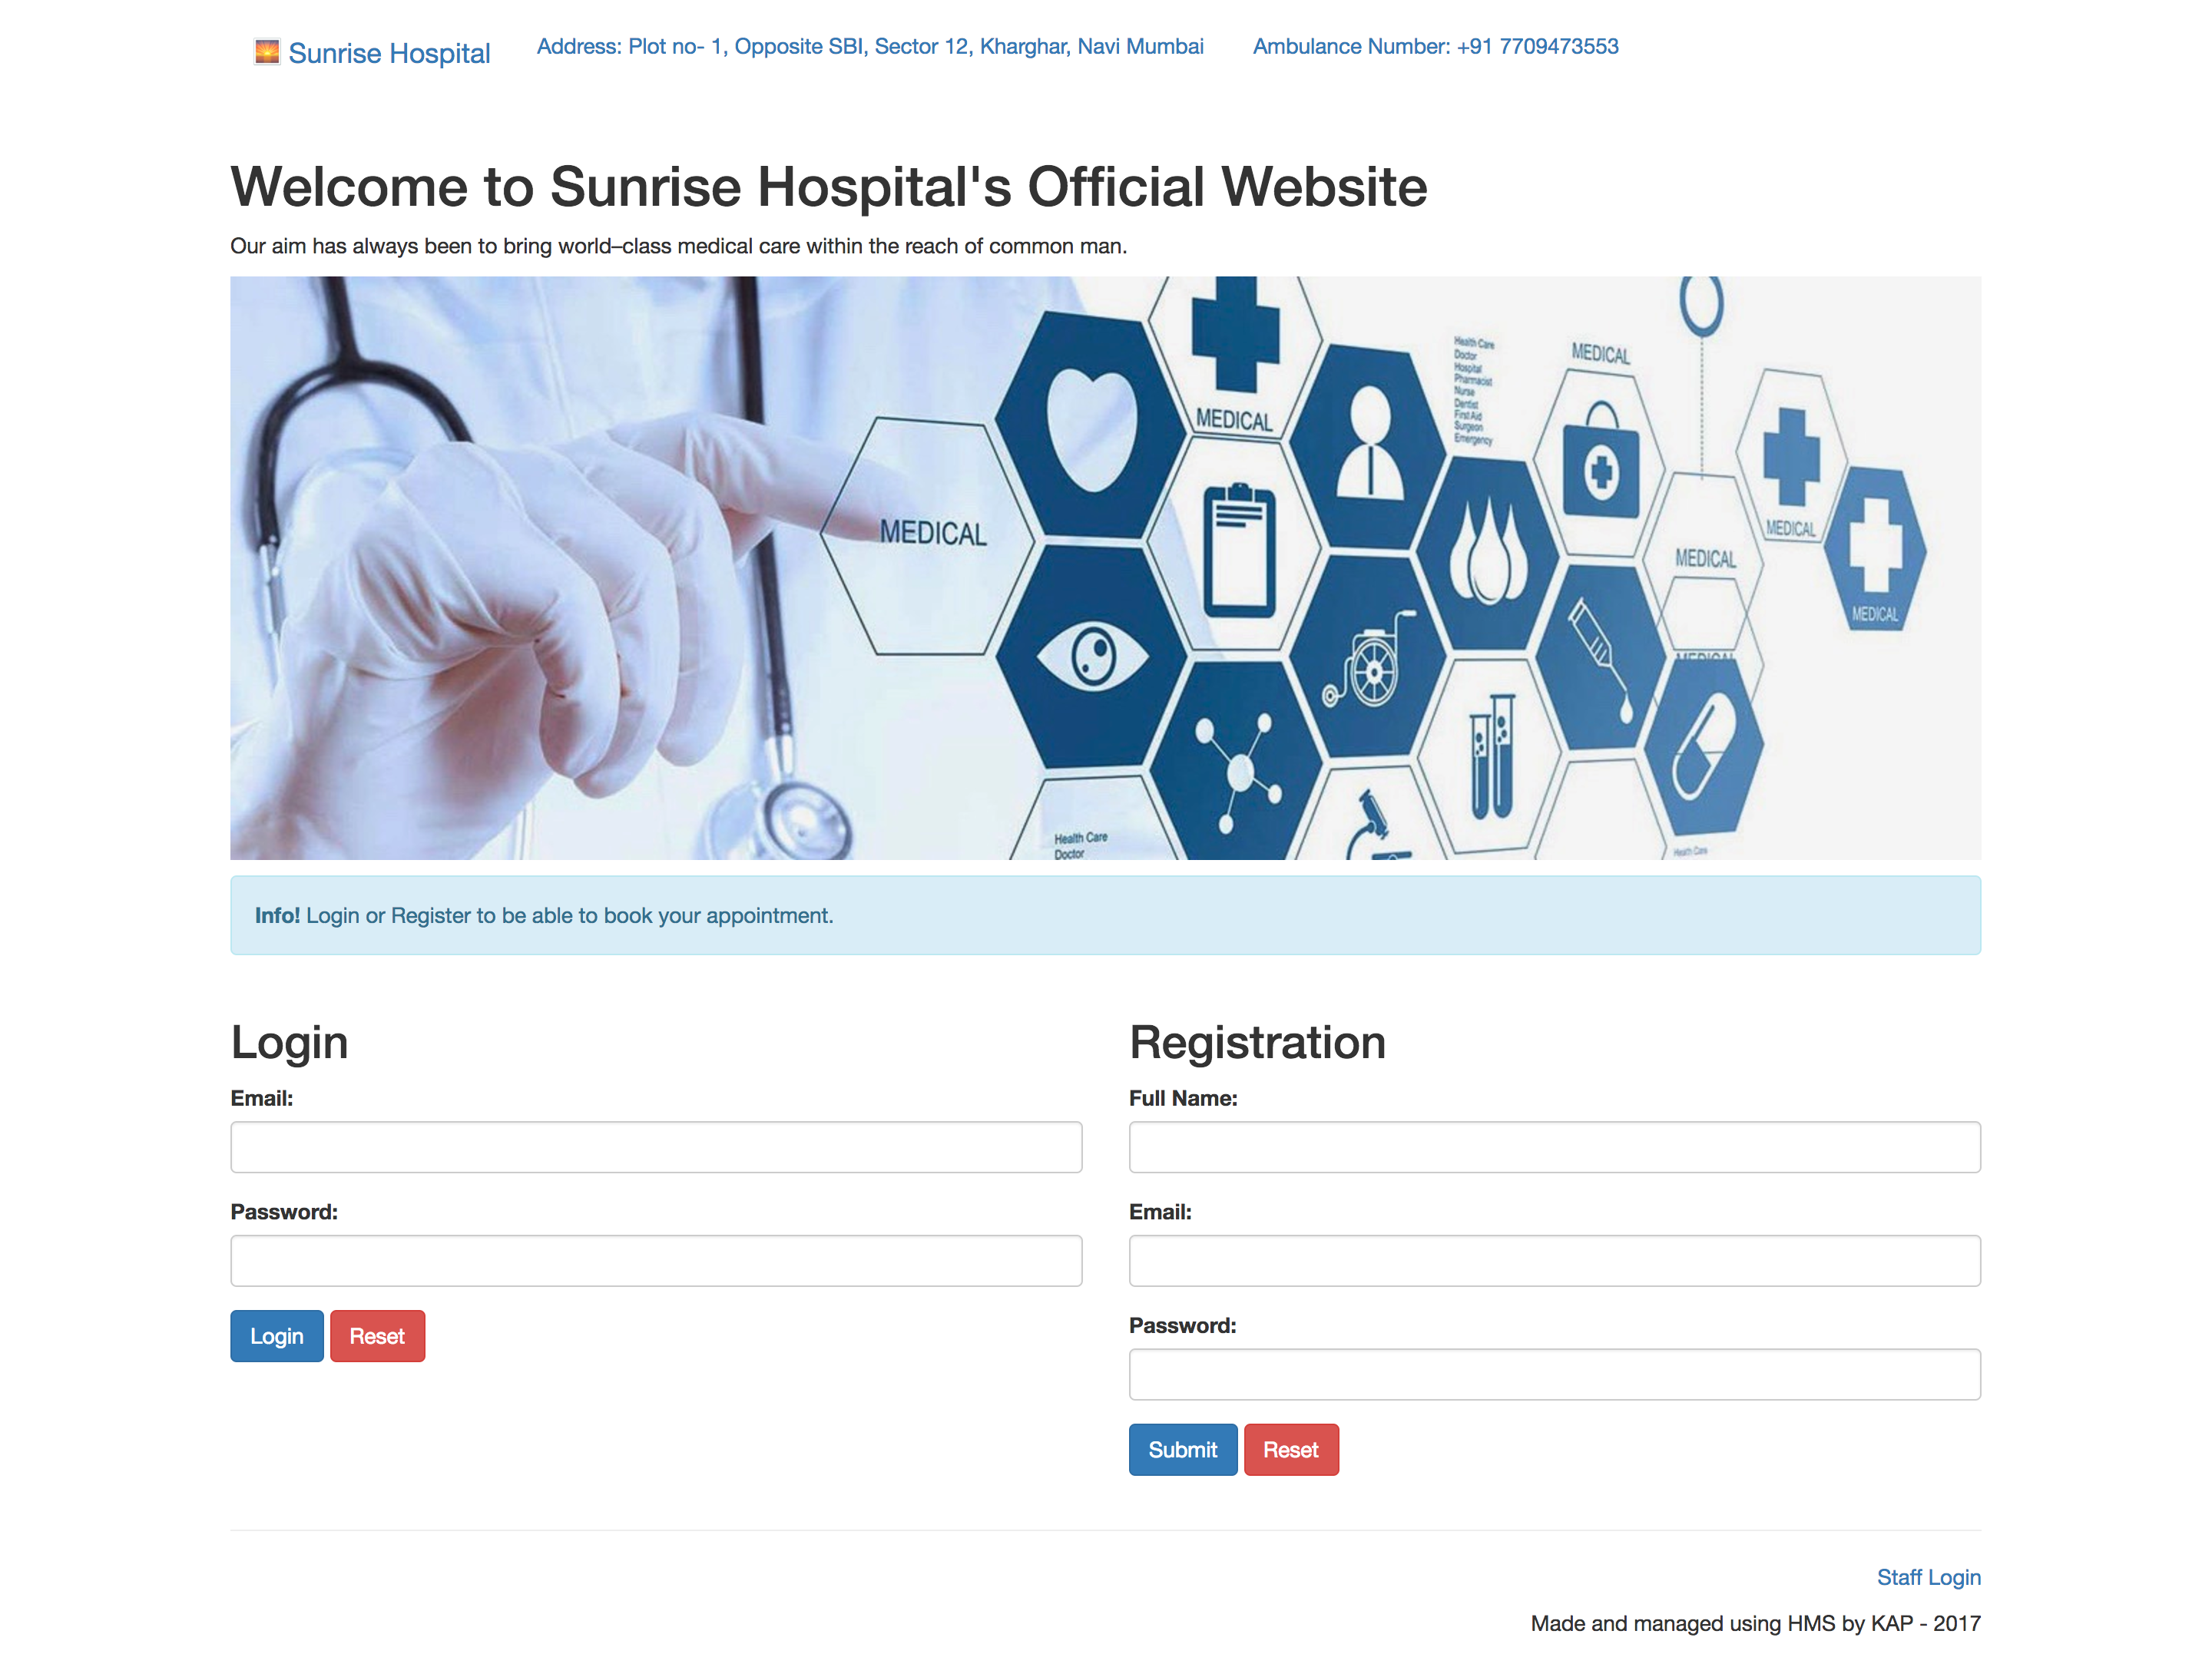 Sunrise Hospital
Address: Plot no- 1, Opposite SBI, Sector 12, Kharghar, Navi Mumbai
Ambulance Number: +91 7709473553
Welcome to Sunrise Hospital's Official Website
Our aim has always been to bring world–class medical care within the reach of common man.
MEDICAL
MEDICAL
Health Care
Doctor
Hospital
Pharmacist
Nurse
Dentist
First Aid
Surgeon
Emergency
MEDICAL
MEDICAL
MEDICAL
MEDICAL
MEDICAL
Health Care
Doctor
Health Care
Info! Login or Register to be able to book your appointment.
Login
Email:
Password:
Login
Reset
Registration
Full Name:
Email:
Password:
Submit
Reset
Staff Login
Made and managed using HMS by KAP - 2017